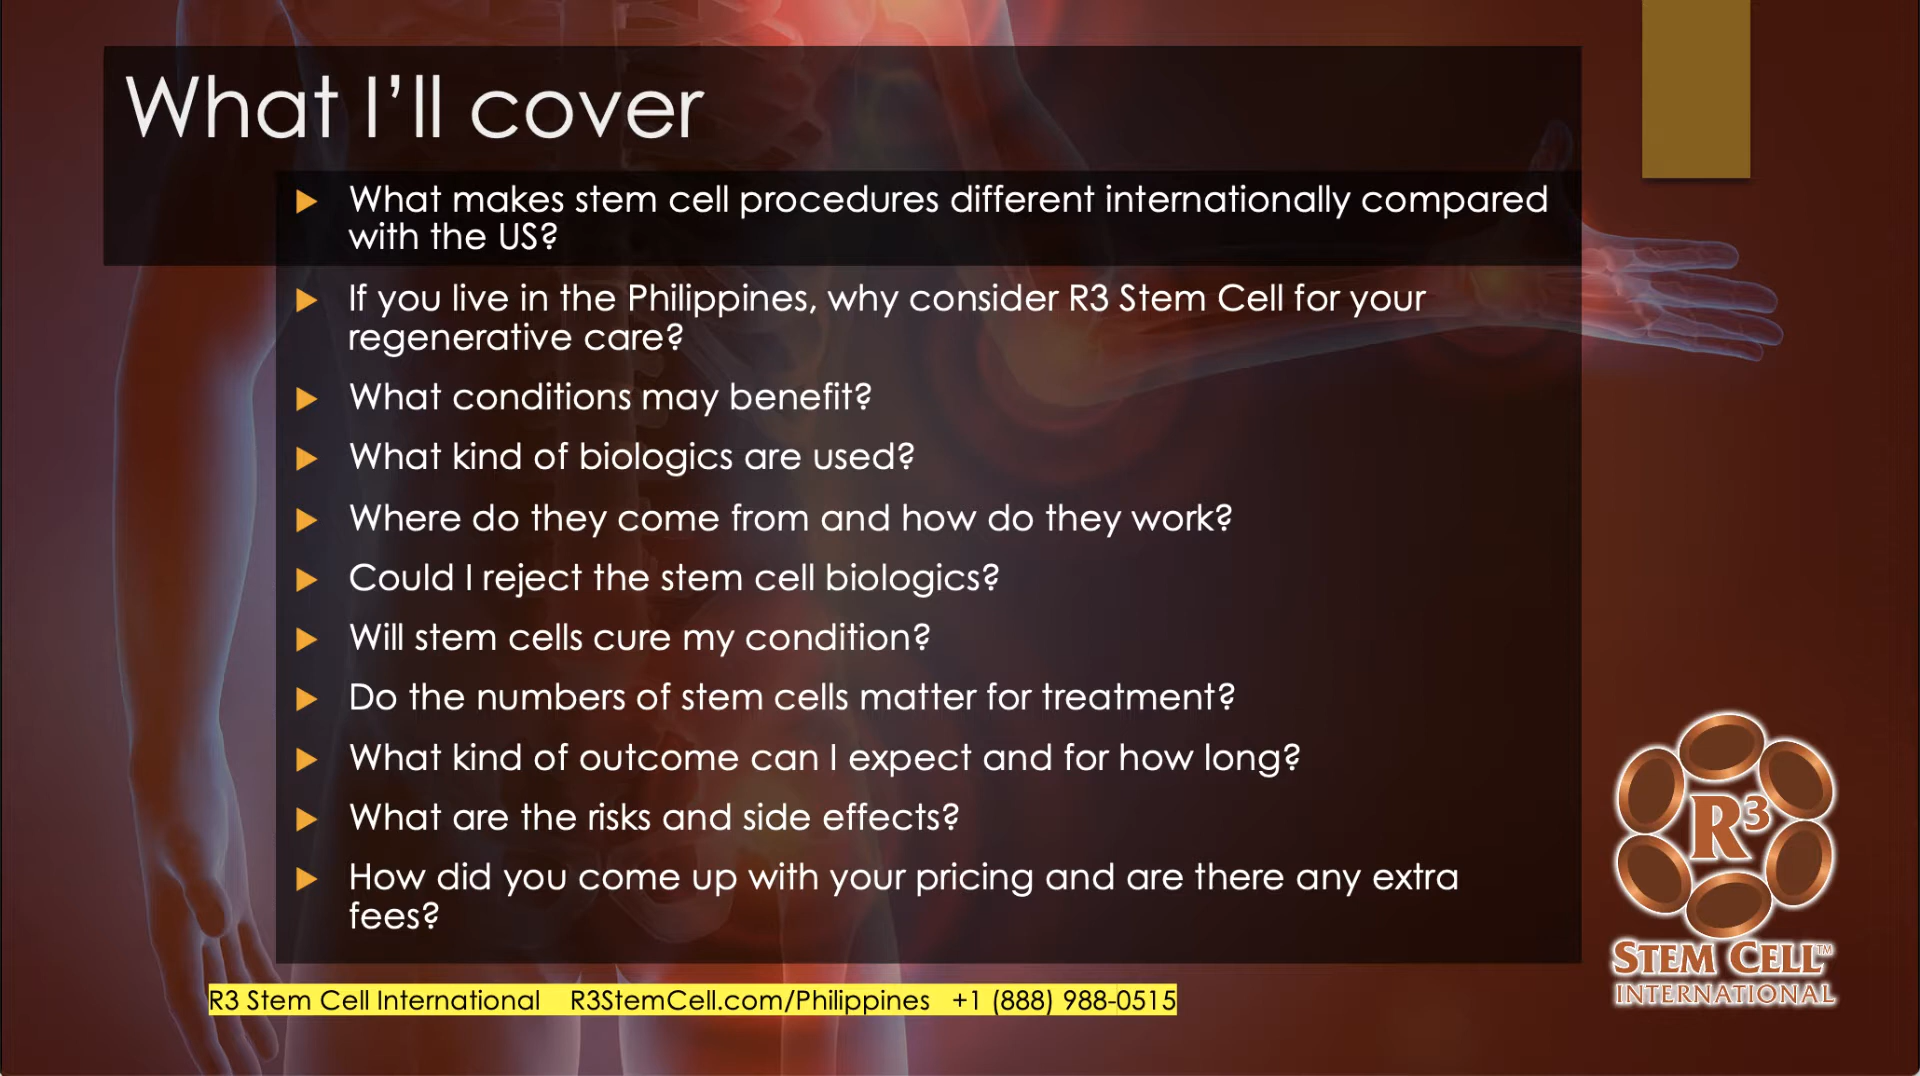 What I'll cover
What makes stem cell procedures different internationally compared
with the US?
If you live in the Philippines, why consider R3 Stem Cell for your
regenerative care?
What conditions may benefit?
What kind of biologics are used?
Where do they come from and how do they work?
Could I reject the stem cell biologics?
Will stem cells cure my condition?
Do the numbers of stem cells matter for treatment?
What kind of outcome can I expect and for how long?
What are the risks and side effects?
How did you come up with your pricing and are there any extra
fees?
R3 Stem Cell International R3StemCell.com/Philippines +1 (888) 988-0515
R³
STEM CELL™
INTERNATIONAL